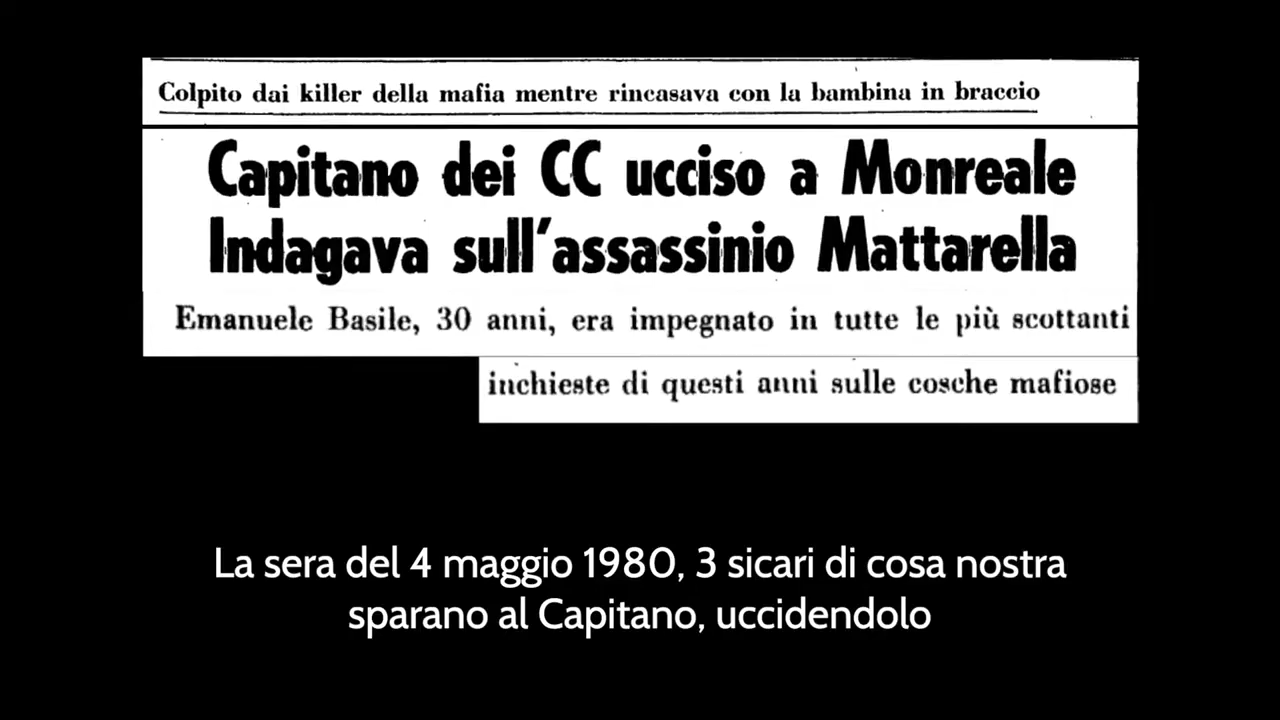 Colpito dai killer della mafia mentre rincasava con la bambina in braccio
Capitano dei CC ucciso a Monreale
Indagava sull'assassinio Mattarella
Emanuele Basile, 30 anni, era impegnato in tutte le più scottanti
inchieste di questi anni sulle cosche mafiose
La sera del 4 maggio 1980, 3 sicari di cosa nostra
sparano al Capitano, uccidendolo